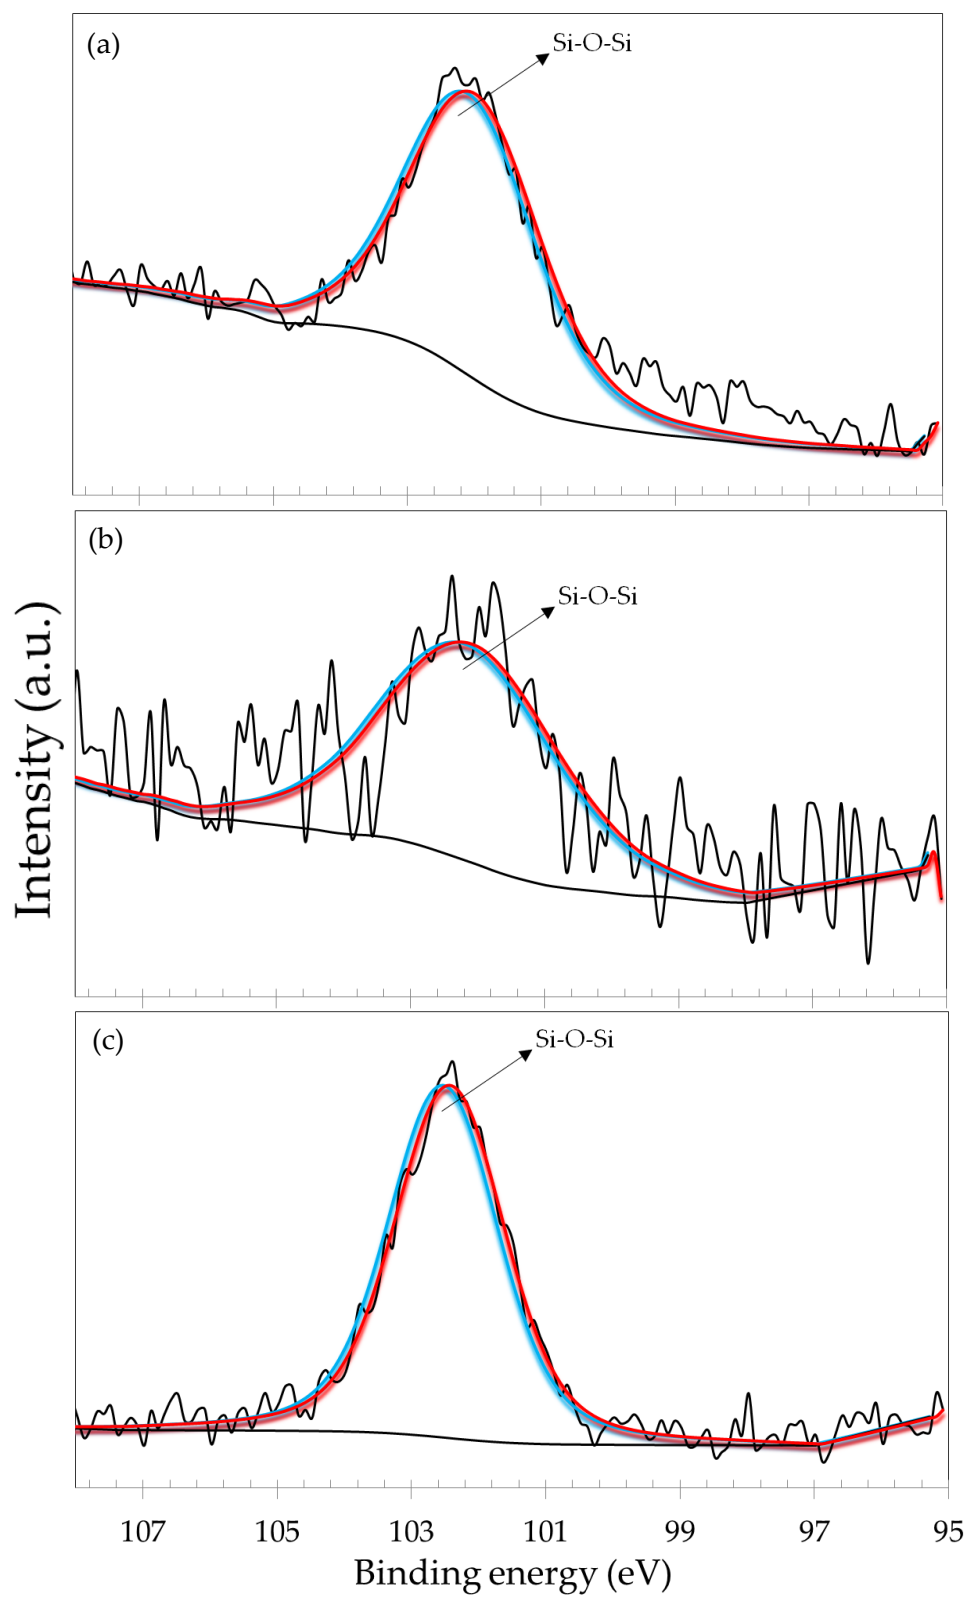 (a)
Si-O-Si
(b)
Si-O-Si
Intensity (a.u.)
(c)
Si-O-Si
107 105 103 101 99 97 95
Binding energy (eV)